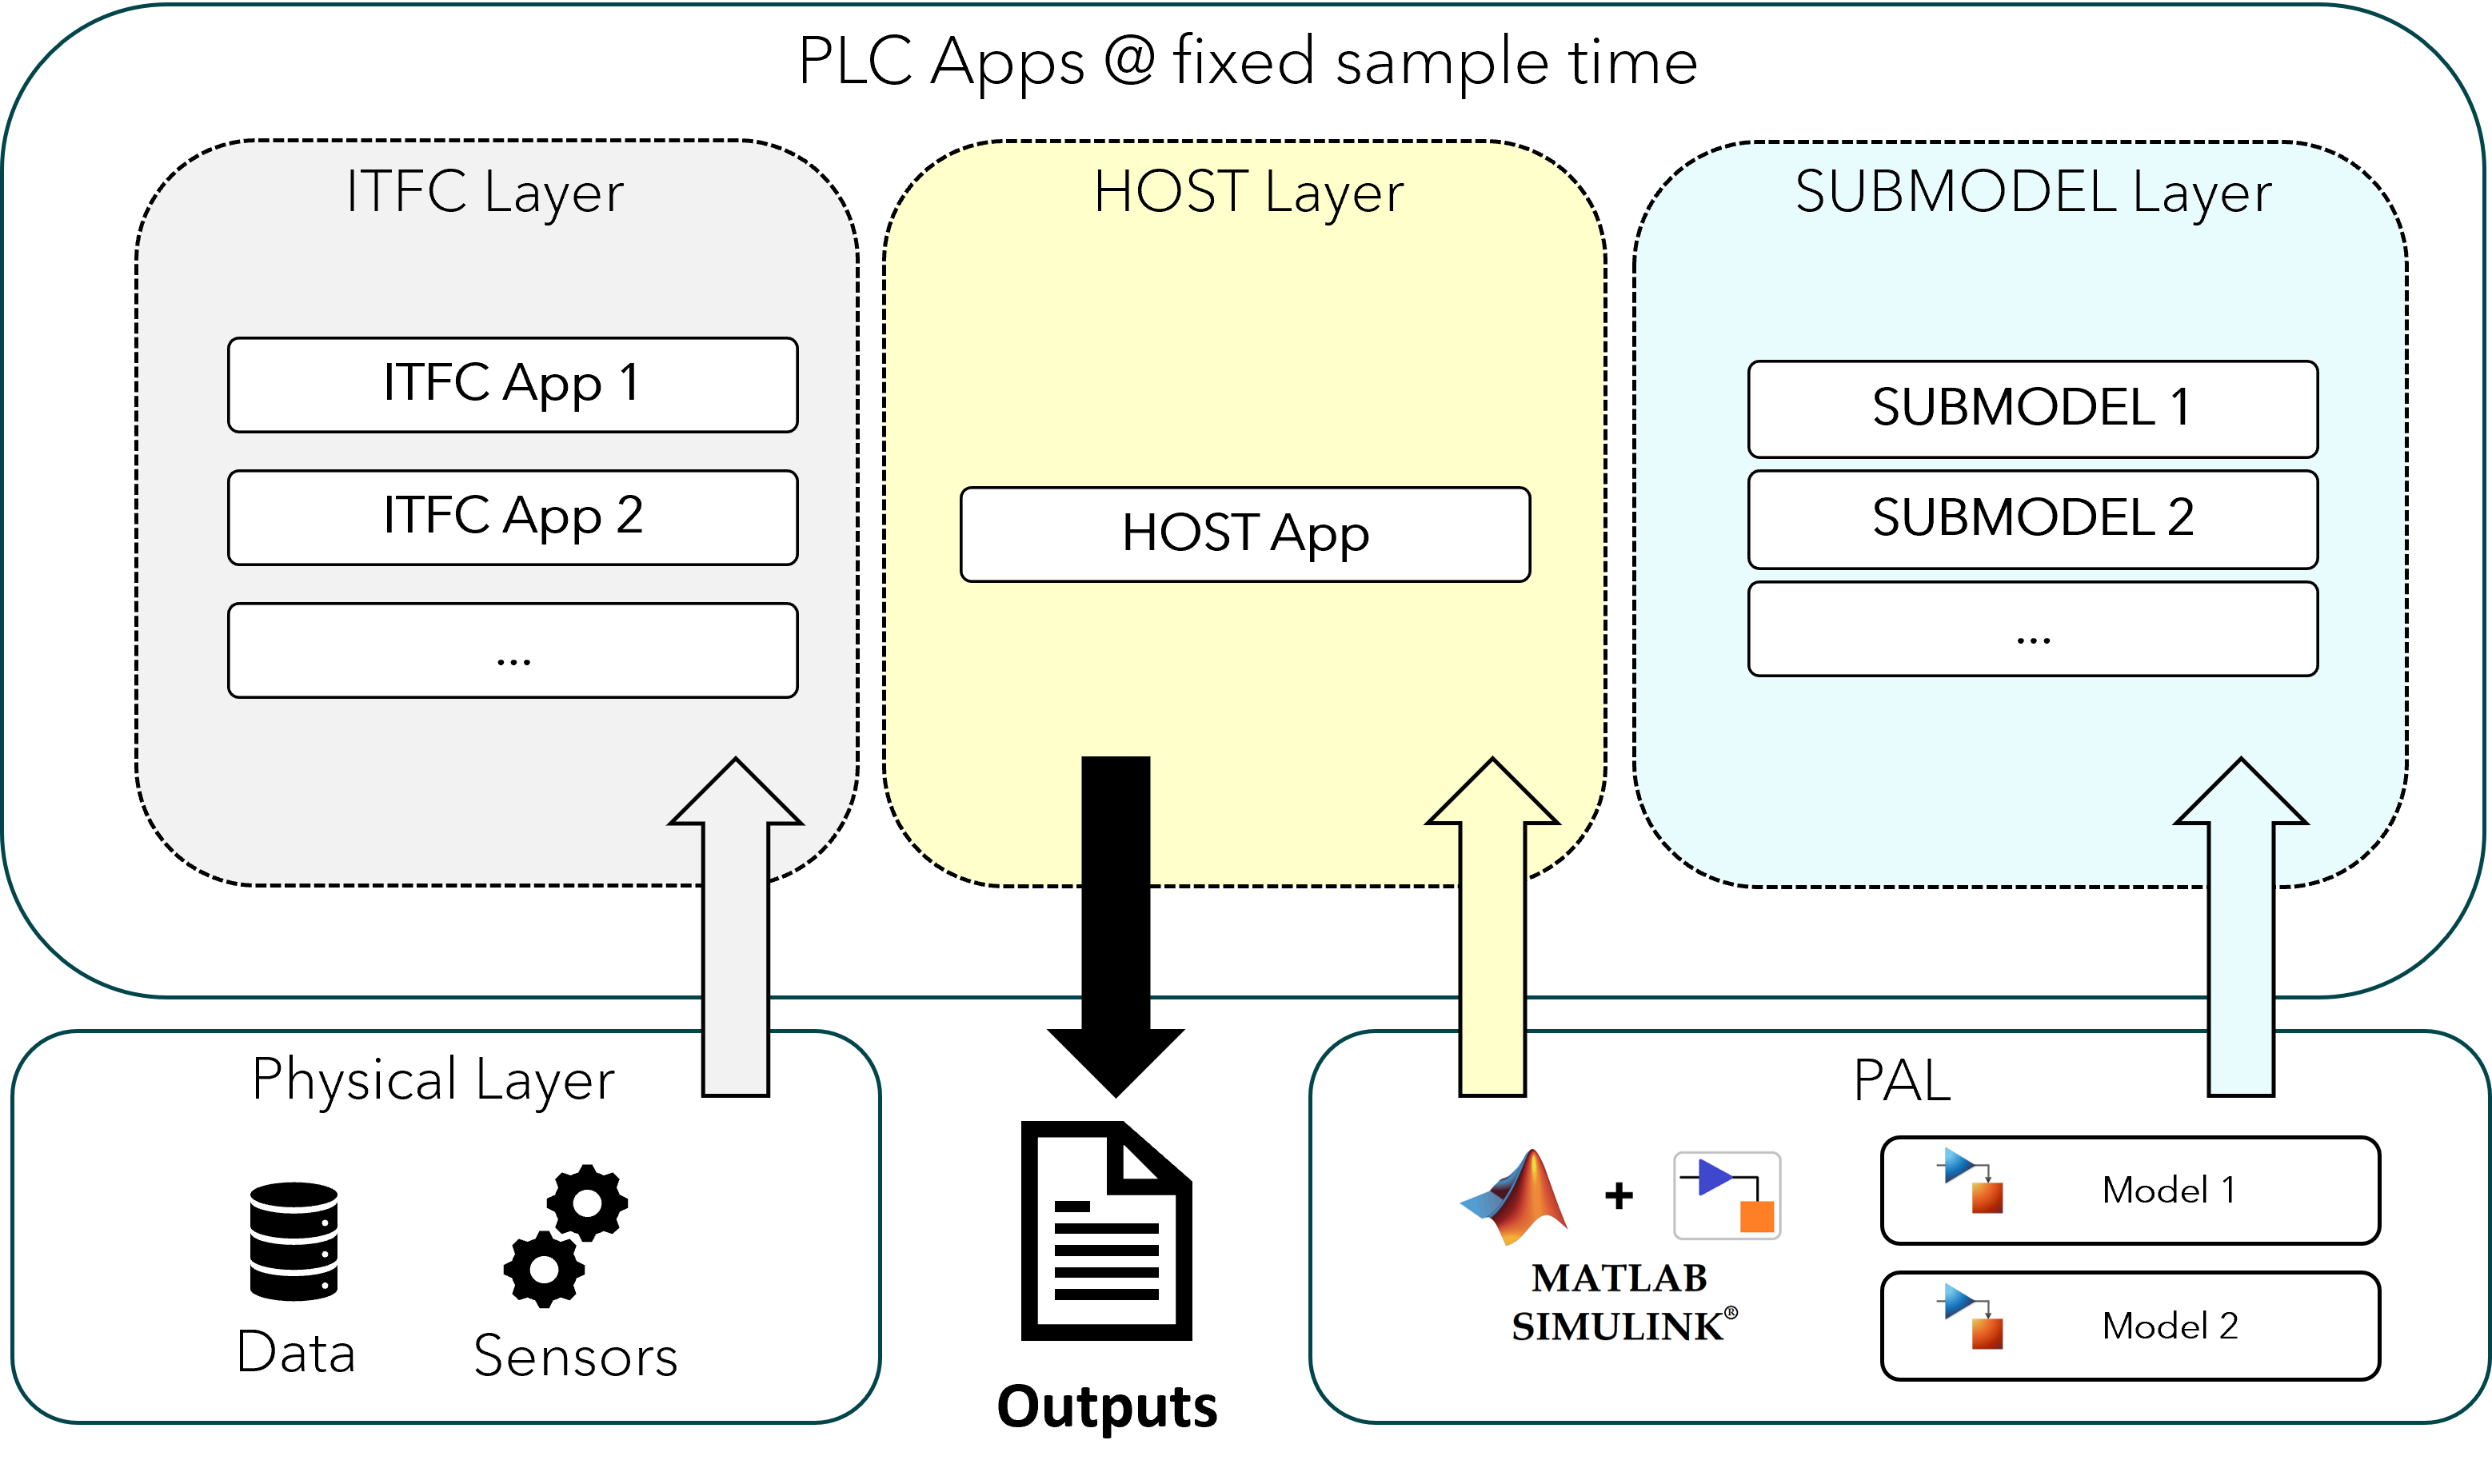 PLC Apps @ fixed sample time
ITFC Layer
ITFC App 1
ITFC App 2
...
HOST Layer
HOST App
SUBMODEL Layer
SUBMODEL 1
SUBMODEL 2
...
Physical Layer
Data
Sensors
Outputs
PAL
+
MATLAB
SIMULINK®
Model 1
Model 2